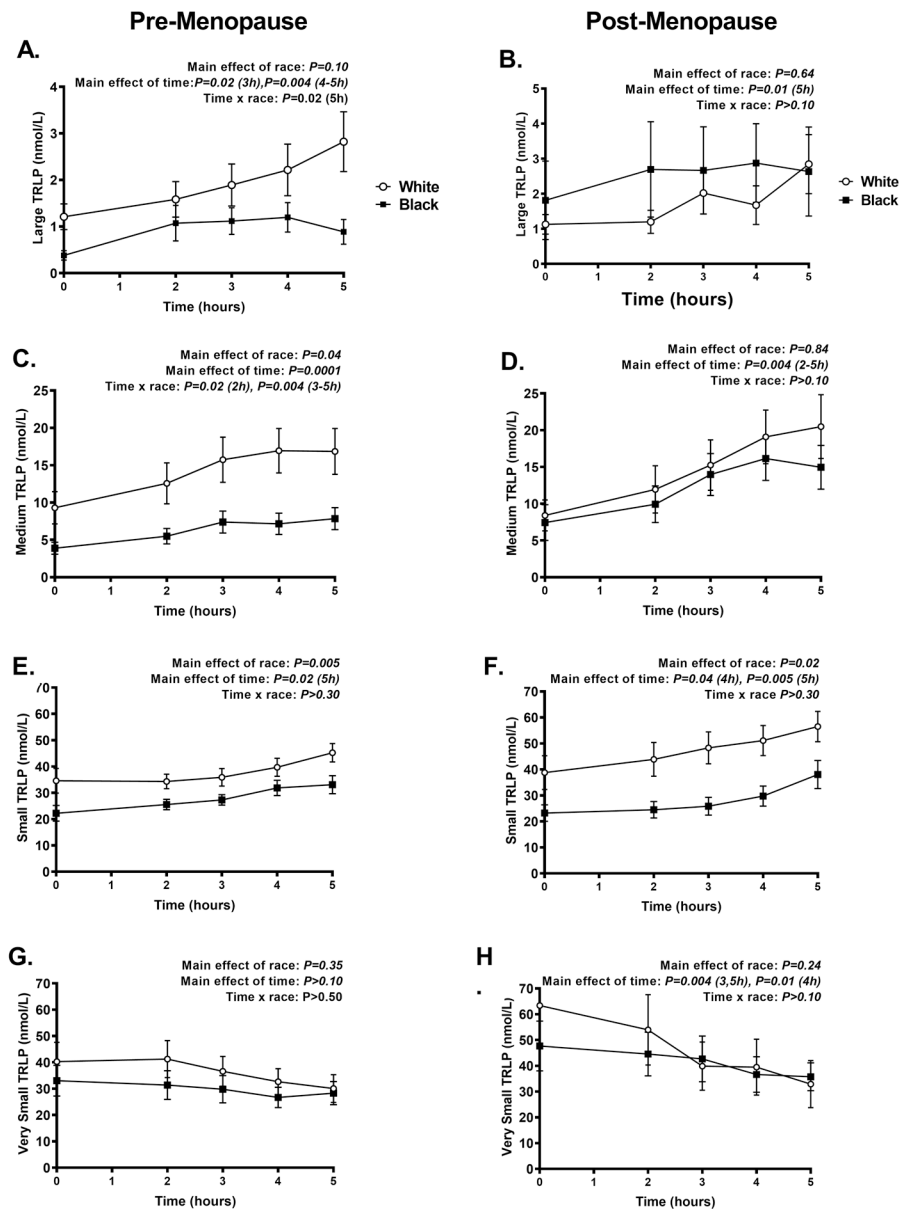 Pre-Menopause
Post-Menopause
A.
Main effect of race: P=0.10
Main effect of time:P=0.02 (3h),P=0.004 (4-5h)
Time x race: P=0.02 (5h)
Large TRLP (nmol/L)
4
3
2
1
0
0 1 2 3 4 5
Time (hours)
White
Black
B.
Main effect of race: P=0.64
Main effect of time: P=0.01 (5h)
Time x race: P>0.10
Large TRLP (nmol/L)
5
4
3
2
1
0
0 1 2 3 4 5
Time (hours)
White
Black
C.
Main effect of race: P=0.04
Main effect of time: P=0.0001
Time x race: P=0.02 (2h), P=0.004 (3-5h)
Medium TRLP (nmol/L)
25
20
15
10
5
0
0 1 2 3 4 5
Time (hours)
D.
Main effect of race: P=0.84
Main effect of time: P=0.004 (2-5h)
Time x race: P>0.10
Medium TRLP (nmol/L)
25
20
15
10
5
0
0 1 2 3 4 5
Time (hours)
E.
Main effect of race: P=0.005
Main effect of time: P=0.02 (5h)
Time x race: P>0.30
Small TRLP (nmol/L)
70
60
50
40
30
20
10
0
0 1 2 3 4 5
Time (hours)
F.
Main effect of race: P=0.02
Main effect of time: P=0.04 (4h), P=0.005 (5h)
Time x race P>0.30
Small TRLP (nmol/L)
70
60
50
40
30
20
10
0
0 1 2 3 4 5
Time (hours)
G.
Main effect of race: P=0.35
Main effect of time: P>0.10
Time x race: P>0.50
Very Small TRLP (nmol/L)
70
60
50
40
30
20
10
0
0 1 2 3 4 5
Time (hours)
H
.
Main effect of race: P=0.24
Main effect of time: P=0.004 (3,5h), P=0.01 (4h)
Time x race: P>0.10
Very Small TRLP (nmol/L)
70
60
50
40
30
20
10
0
0 1 2 3 4 5
Time (hours)